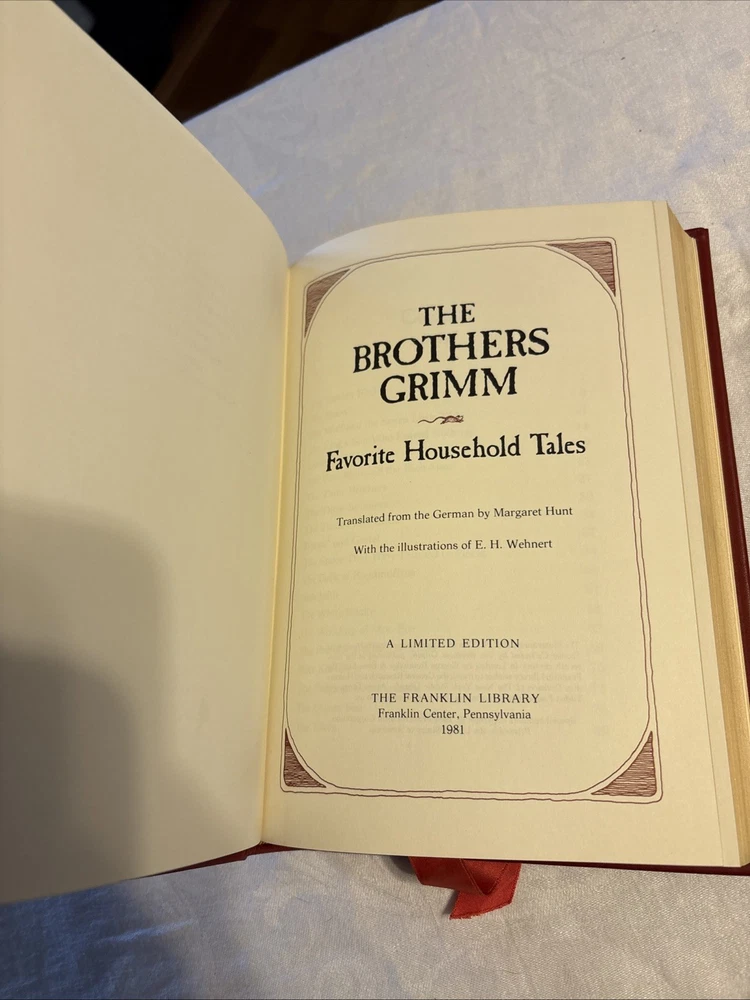 THE
BROTHERS
GRIMM
Favorite Household Tales
Translated from the German by Margaret Hunt
With the illustrations of E. H. Wehnert
A LIMITED EDITION
THE FRANKLIN LIBRARY
Franklin Center, Pennsylvania
1981